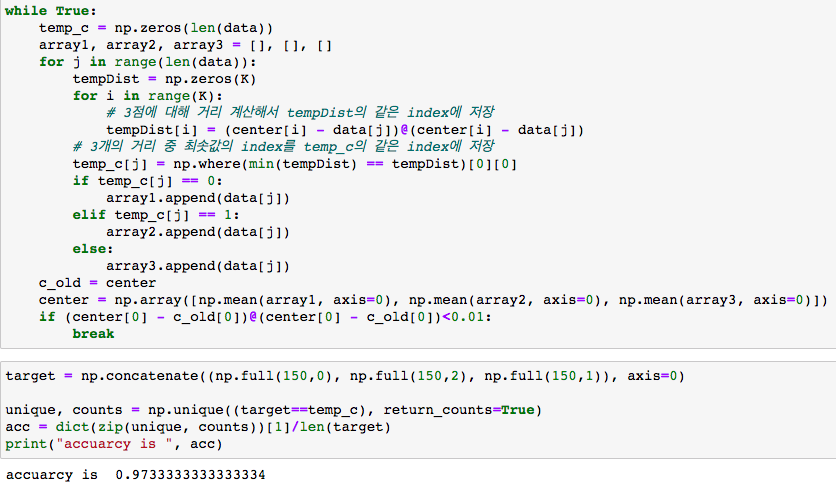 while True:
    temp_c = np.zeros(len(data))
    array1, array2, array3 = [], [], []
    for j in range(len(data)):
        tempDist = np.zeros(K)
        for i in range(K):
            # 3점에 대해 거리 계산해서 tempDist의 같은 index에 저장
            tempDist[i] = (center[i] - data[j])@(center[i] - data[j])
        # 3개의 거리 중 최솟값의 index를 temp_c의 같은 index에 저장
        temp_c[j] = np.where(min(tempDist) == tempDist)[0][0]
        if temp_c[j] == 0:
            array1.append(data[j])
        elif temp_c[j] == 1:
            array2.append(data[j])
        else:
            array3.append(data[j])
    c_old = center
    center = np.array([np.mean(array1, axis=0), np.mean(array2, axis=0), np.mean(array3, axis=0)])
    if (center[0] - c_old[0])@(center[0] - c_old[0])<0.01:
        break
target = np.concatenate((np.full(150,0), np.full(150,2), np.full(150,1)), axis=0)
unique, counts = np.unique((target==temp_c), return_counts=True)
acc = dict(zip(unique, counts))[1]/len(target)
print("accuarcy is ", acc)
accuarcy is  0.9733333333333334